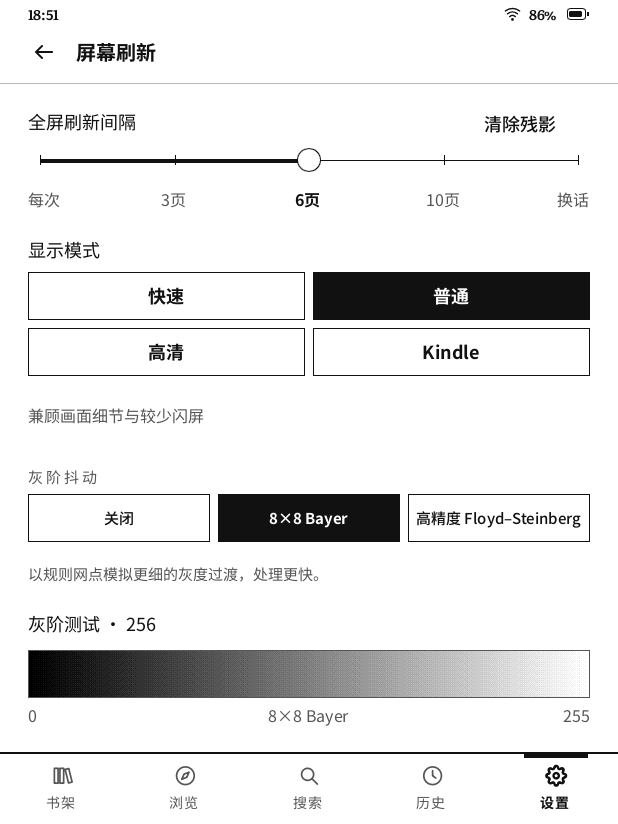 18:51 86%
屏幕刷新
全屏刷新间隔 清除残影
每次 3页 6页 10页 换话
显示模式
快速 普通
高清 Kindle
兼顾画面细节与较少闪屏
灰阶抖动
关闭 8×8 Bayer 高精度 Floyd–Steinberg
以规则网点模拟更细的灰度过渡，处理更快。
灰阶测试 · 256
0 8×8 Bayer 255
书架 浏览 搜索 历史 设置